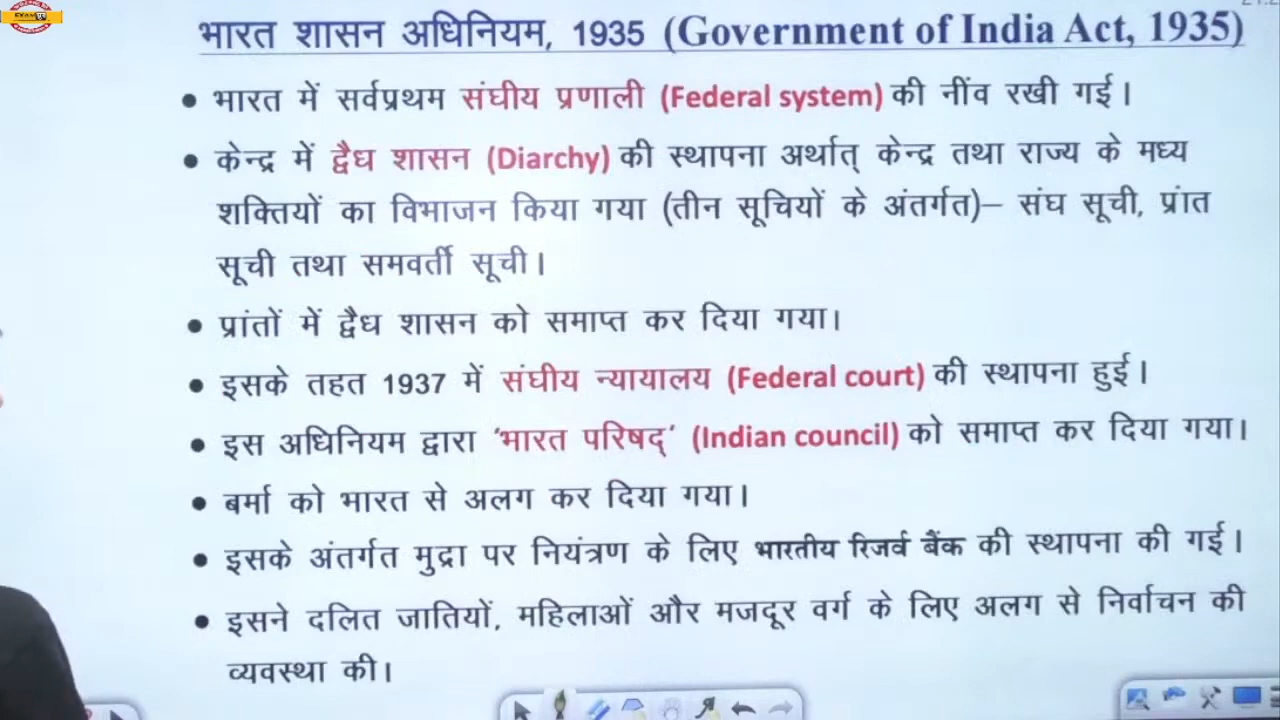 EXAM
भारत शासन अधिनियम, 1935 (Government of India Act, 1935)
• भारत में सर्वप्रथम संघीय प्रणाली (Federal system) की नींव रखी गई।
• केन्द्र में द्वैध शासन (Diarchy) की स्थापना अर्थात् केन्द्र तथा राज्य के मध्य
शक्तियों का विभाजन किया गया (तीन सूचियों के अंतर्गत)– संघ सूची, प्रांत
सूची तथा समवर्ती सूची।
• प्रांतों में द्वैध शासन को समाप्त कर दिया गया।
• इसके तहत 1937 में संघीय न्यायालय (Federal court) की स्थापना हुई।
• इस अधिनियम द्वारा ‘भारत परिषद्’ (Indian council) को समाप्त कर दिया गया।
• बर्मा को भारत से अलग कर दिया गया।
• इसके अंतर्गत मुद्रा पर नियंत्रण के लिए भारतीय रिजर्व बैंक की स्थापना की गई।
• इसने दलित जातियों, महिलाओं और मजदूर वर्ग के लिए अलग से निर्वाचन की
व्यवस्था की।